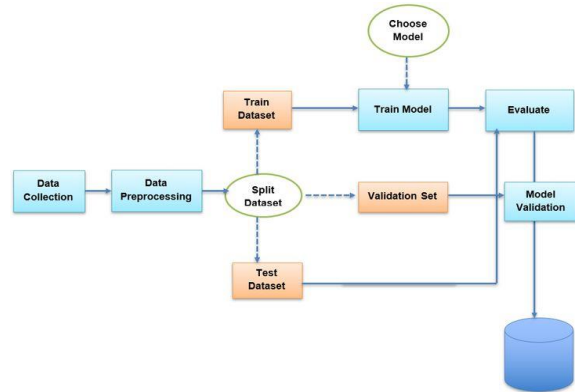 Choose
Model
Train
Dataset
Train Model
Evaluate
Data
Collection
Data
Preprocessing
Split
Dataset
Validation Set
Model
Validation
Test
Dataset